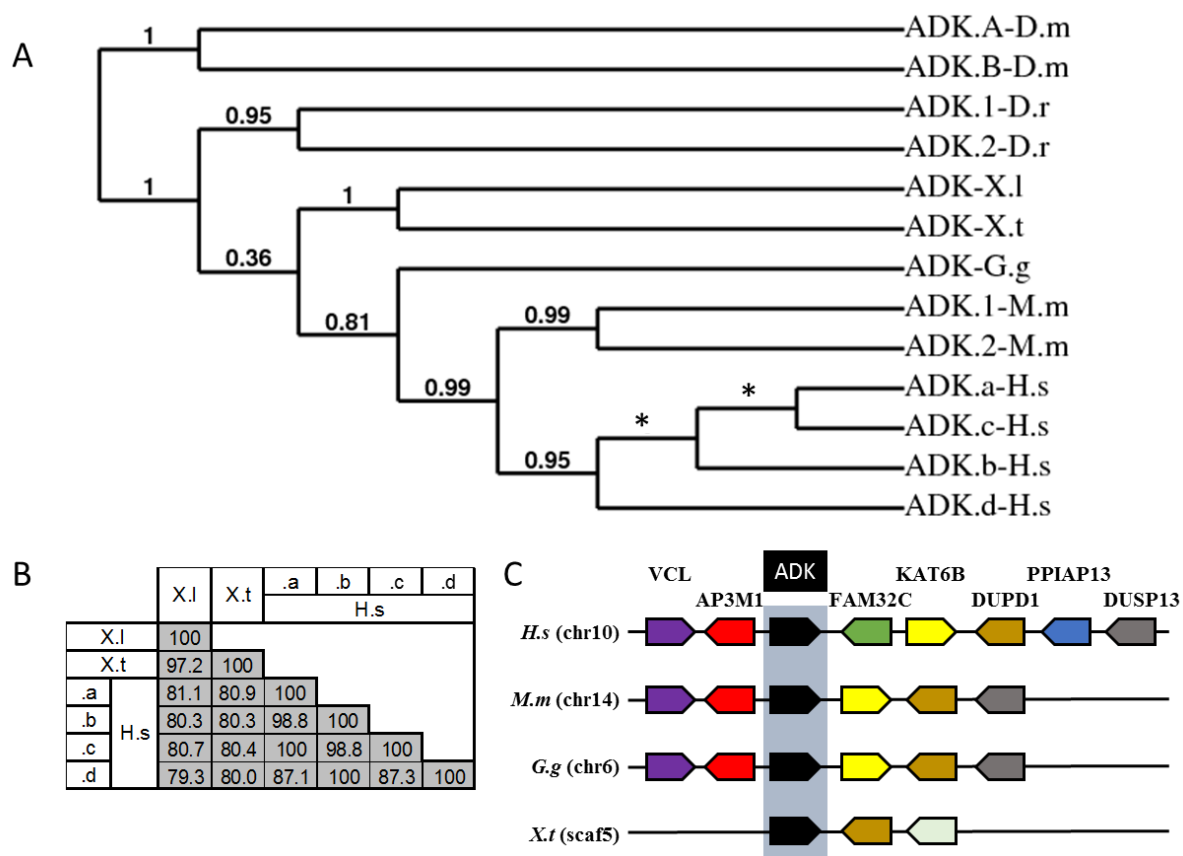 A
1
ADK.A-D.m
ADK.B-D.m
0.95
ADK.1-D.r
ADK.2-D.r
1
1
ADK-X.l
ADK-X.t
0.36
ADK-G.g
0.81
0.99
ADK.1-M.m
ADK.2-M.m
0.99
*
ADK.a-H.s
*
ADK.c-H.s
ADK.b-H.s
0.95
ADK.d-H.s
B
X.l X.t .a .b .c .d
H.s
X.l 100
X.t 97.2 100
.a 81.1 80.9 100
.b 80.3 80.3 98.8 100
H.s
.c 80.7 80.4 100 98.8 100
.d 79.3 80.0 87.1 100 87.3 100
C
VCL ADK KAT6B PPIAP13
AP3M1 FAM32C DUPD1 DUSP13
H.s (chr10)
M.m (chr14)
G.g (chr6)
X.t (scaf5)